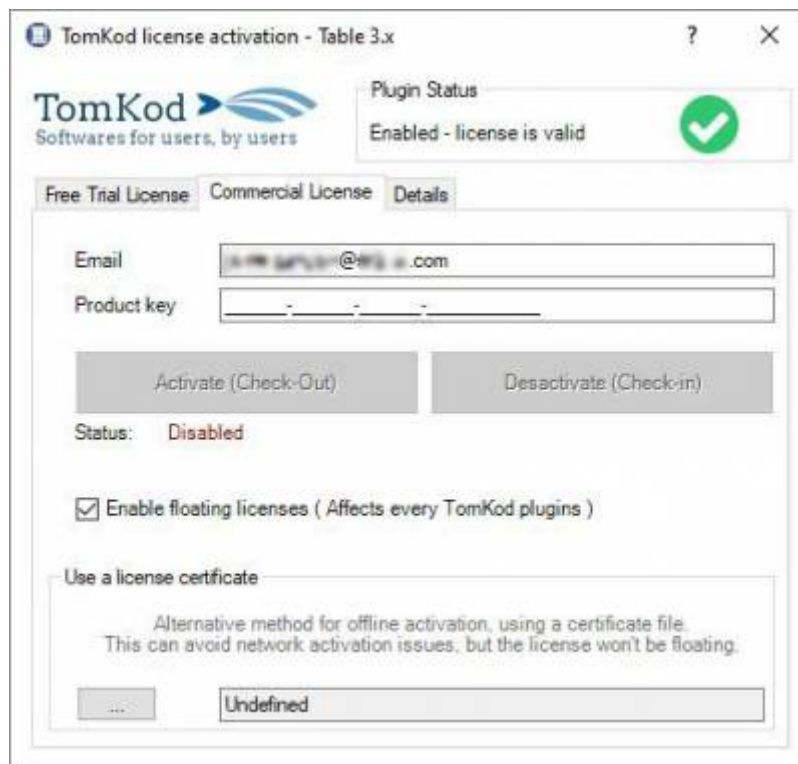 TomKod license activation - Table 3.x ?
TomKod
Softwares for users, by users
Plugin Status
Enabled - license is valid
Free Trial License Commercial License Details
Email @ .com
Product key
Activate (Check-Out) Desactivate (Check-in)
Status: Disabled
Enable floating licenses ( Affects every TomKod plugins )
Use a license certificate
Alternative method for offline activation, using a certificate file.
This can avoid network activation issues, but the license won't be floating.
... Undefined